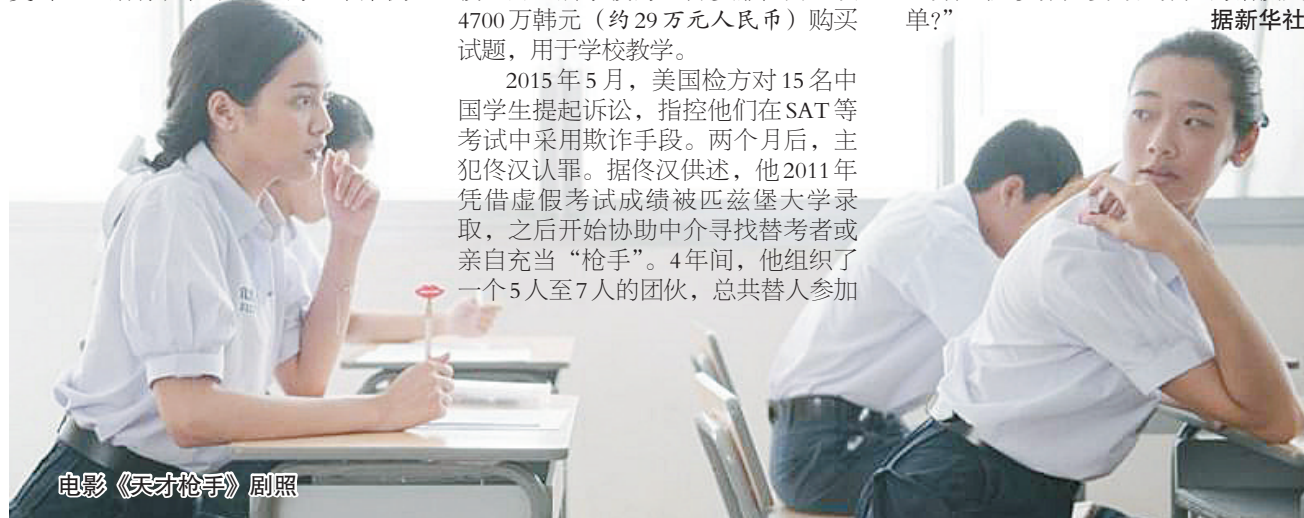 4700万韩元（约29万元人民币）购买
试题，用于学校教学。
2015年5月，美国检方对15名中
国学生提起诉讼，指控他们在SAT等
考试中采用欺诈手段。两个月后，主
犯佟汉认罪。据佟汉供述，他2011年
凭借虚假考试成绩被匹兹堡大学录
取，之后开始协助中介寻找替考者或
亲自充当“枪手”。4年间，他组织了
一个5人至7人的团伙，总共替人参加
单？”
据新华社
电影《天才枪手》剧照